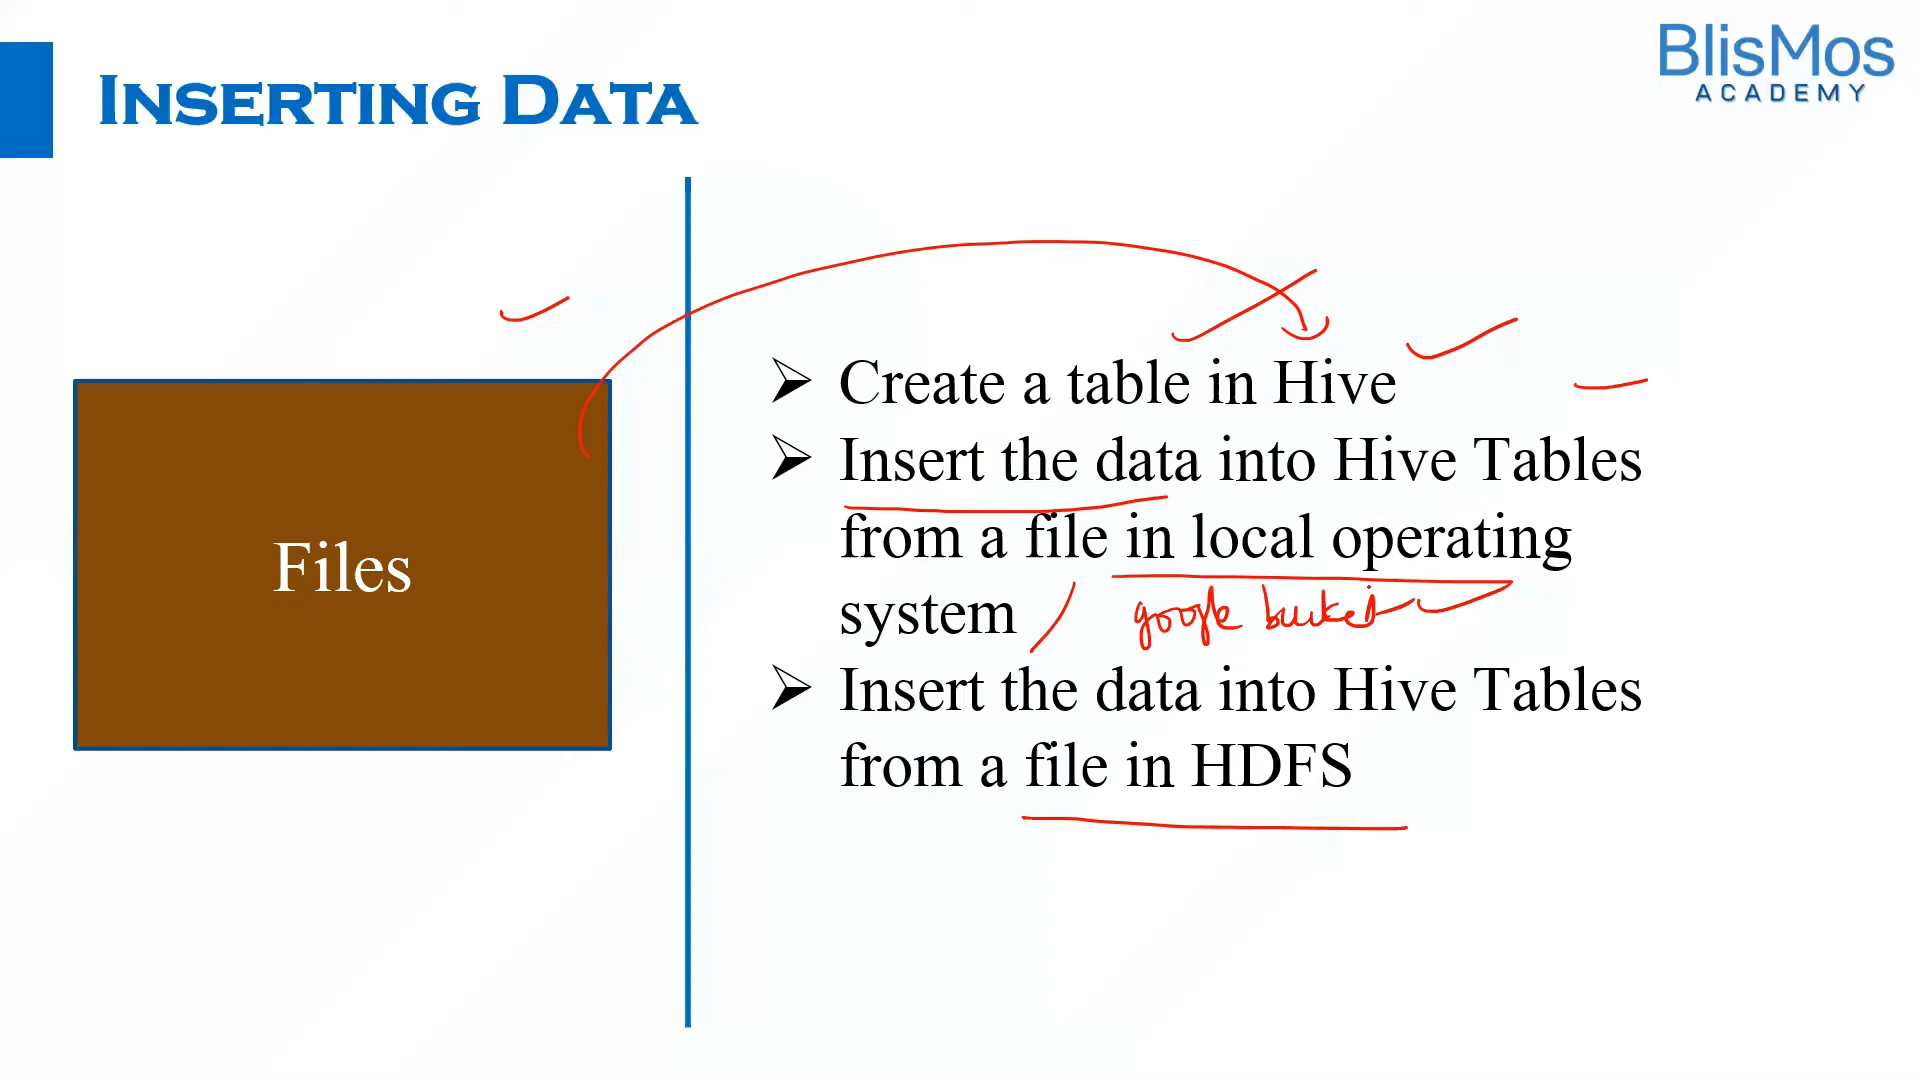 INSERTING DATA
BlisMos
ACADEMY
Files
➢ Create a table in Hive
➢ Insert the data into Hive Tables
from a file in local operating
system
google bucket
➢ Insert the data into Hive Tables
from a file in HDFS